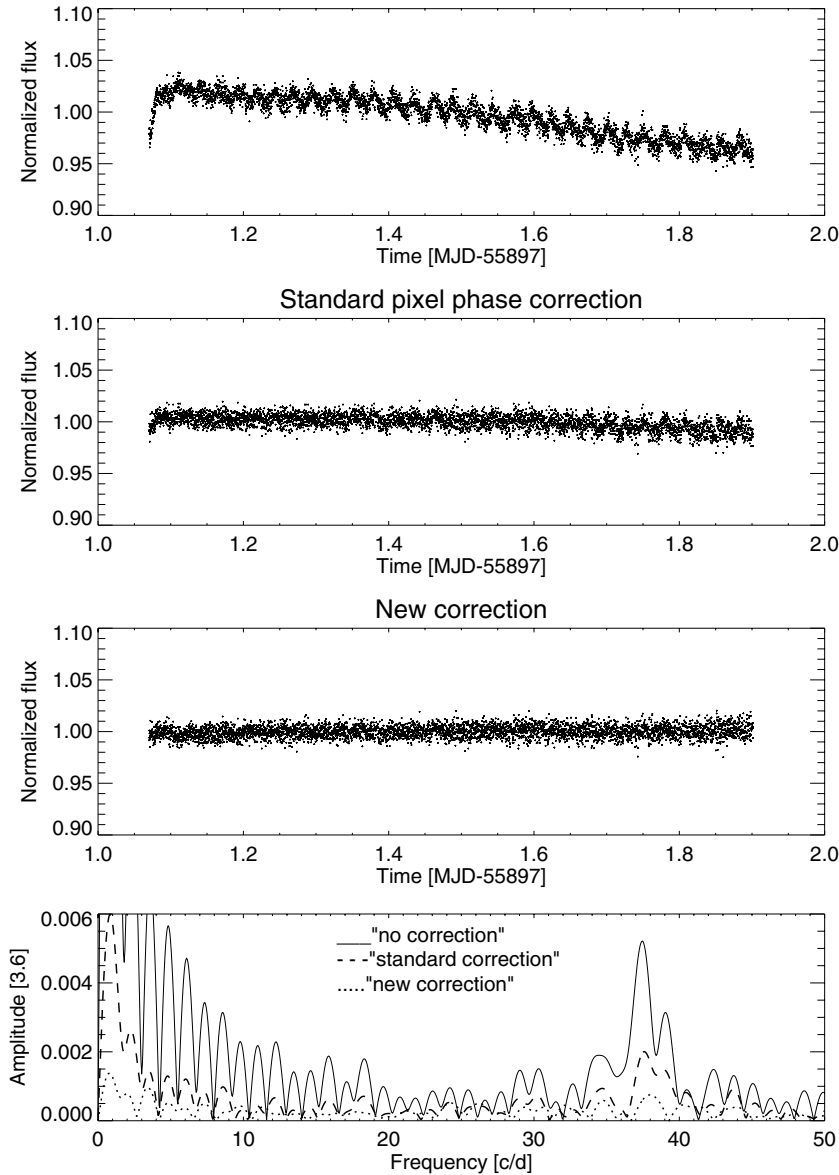 1.10
1.05
1.00
0.95
0.90
Normalized flux
1.0 1.2 1.4 1.6 1.8 2.0
Time [MJD-55897]
Standard pixel phase correction
1.10
1.05
1.00
0.95
0.90
Normalized flux
1.0 1.2 1.4 1.6 1.8 2.0
Time [MJD-55897]
New correction
1.10
1.05
1.00
0.95
0.90
Normalized flux
1.0 1.2 1.4 1.6 1.8 2.0
Time [MJD-55897]
0.006
0.004
0.002
0.000
Amplitude [3.6]
"no correction"
"standard correction"
"new correction"
0 10 20 30 40 50
Frequency [c/d]